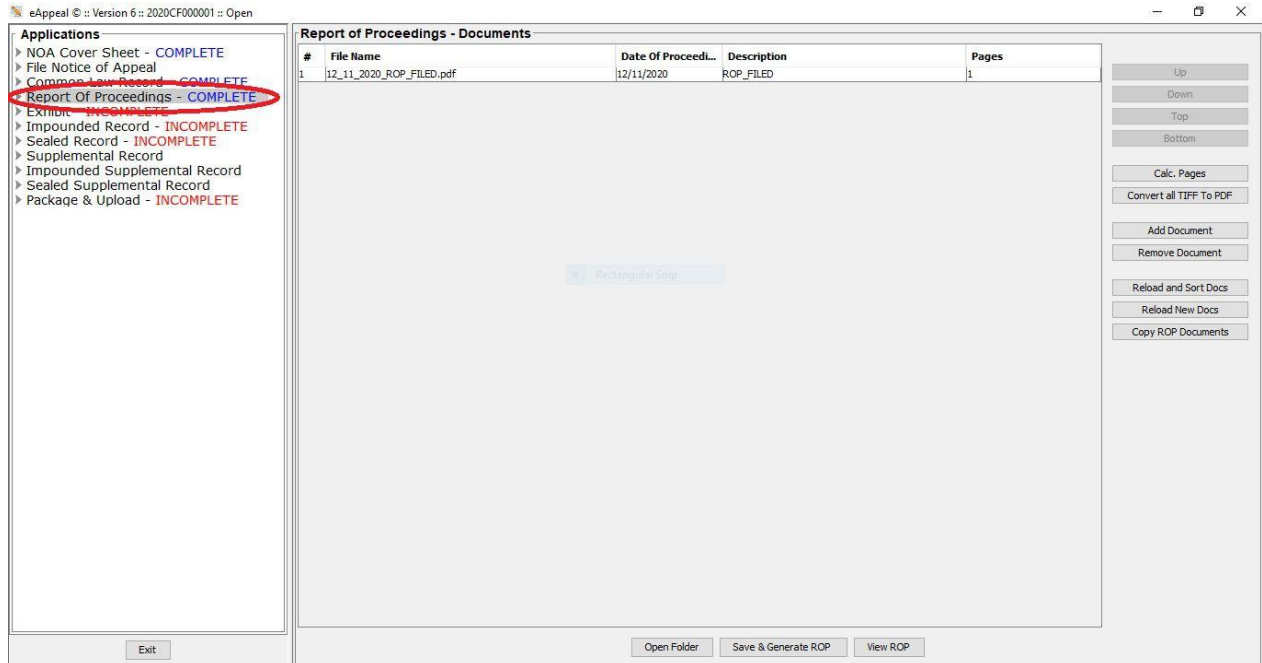 eAppeal © :: Version 6 :: 2020CF000001 :: Open
Applications
NOA Cover Sheet - COMPLETE
File Notice of Appeal
Common Law Record - COMPLETE
Report Of Proceedings - COMPLETE
Exhibit - INCOMPLETE
Impounded Record - INCOMPLETE
Sealed Record - INCOMPLETE
Supplemental Record
Impounded Supplemental Record
Sealed Supplemental Record
Package & Upload - INCOMPLETE
Exit
Report of Proceedings - Documents
# File Name Date Of Proceedi... Description Pages
1 12_11_2020_ROP_FILED.pdf 12/11/2020 ROP_FILED 1
Rectangular Snip
Up
Down
Top
Bottom
Calc. Pages
Convert all TIFF To PDF
Add Document
Remove Document
Reload and Sort Docs
Reload New Docs
Copy ROP Documents
Open Folder Save & Generate ROP View ROP